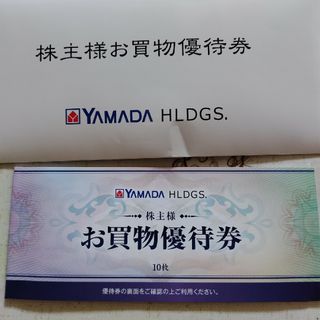 株主様お買物優待券
YAMADA HLDGS.
YAMADA HLDGS.
株主様
お買物優待券
10枚
優待券の裏面をご確認の上ご利用ください。